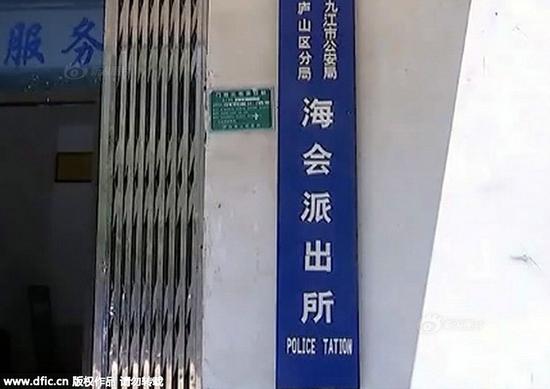 服务
九江市公安局
庐山区分局
海会派出所
POLICE TATION
www.dfic.cn 版权作品 请勿转载